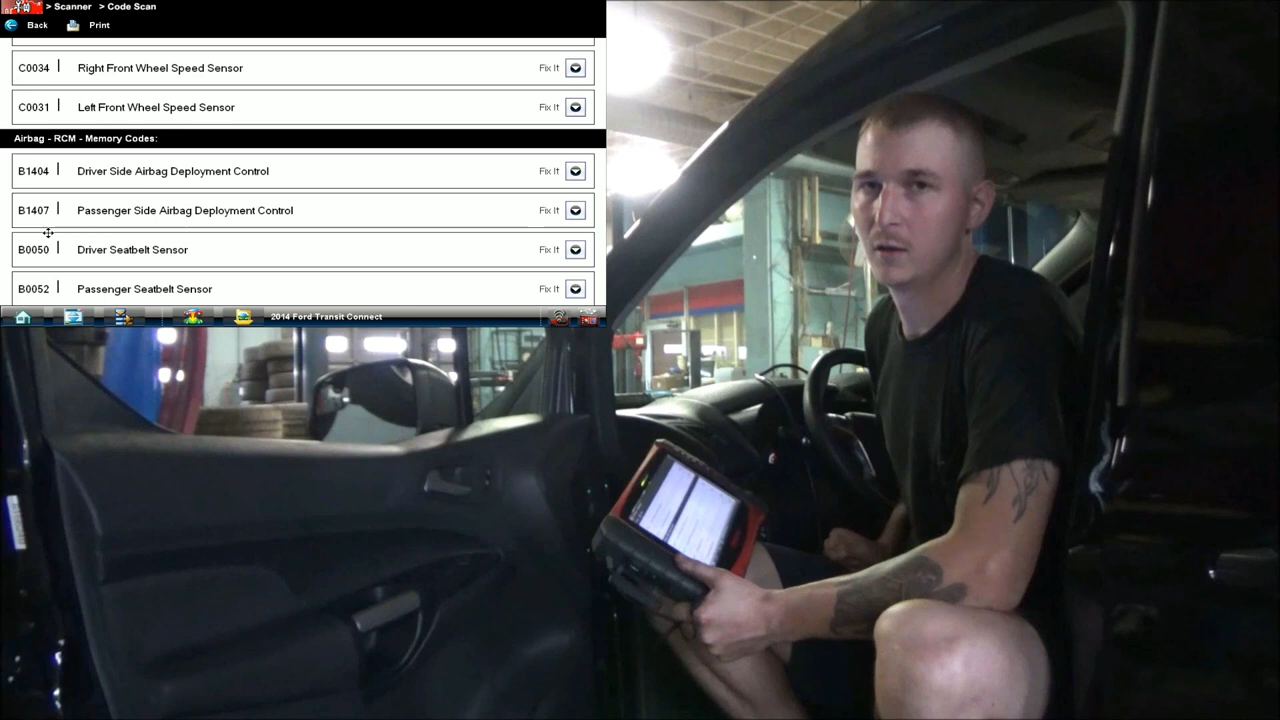 > Scanner > Code Scan
Back Print
C0034 Right Front Wheel Speed Sensor Fix It
C0031 Left Front Wheel Speed Sensor Fix It
Airbag - RCM - Memory Codes:
B1404 Driver Side Airbag Deployment Control Fix It
B1407 Passenger Side Airbag Deployment Control Fix It
B0050 Driver Seatbelt Sensor Fix It
B0052 Passenger Seatbelt Sensor Fix It
2014 Ford Transit Connect